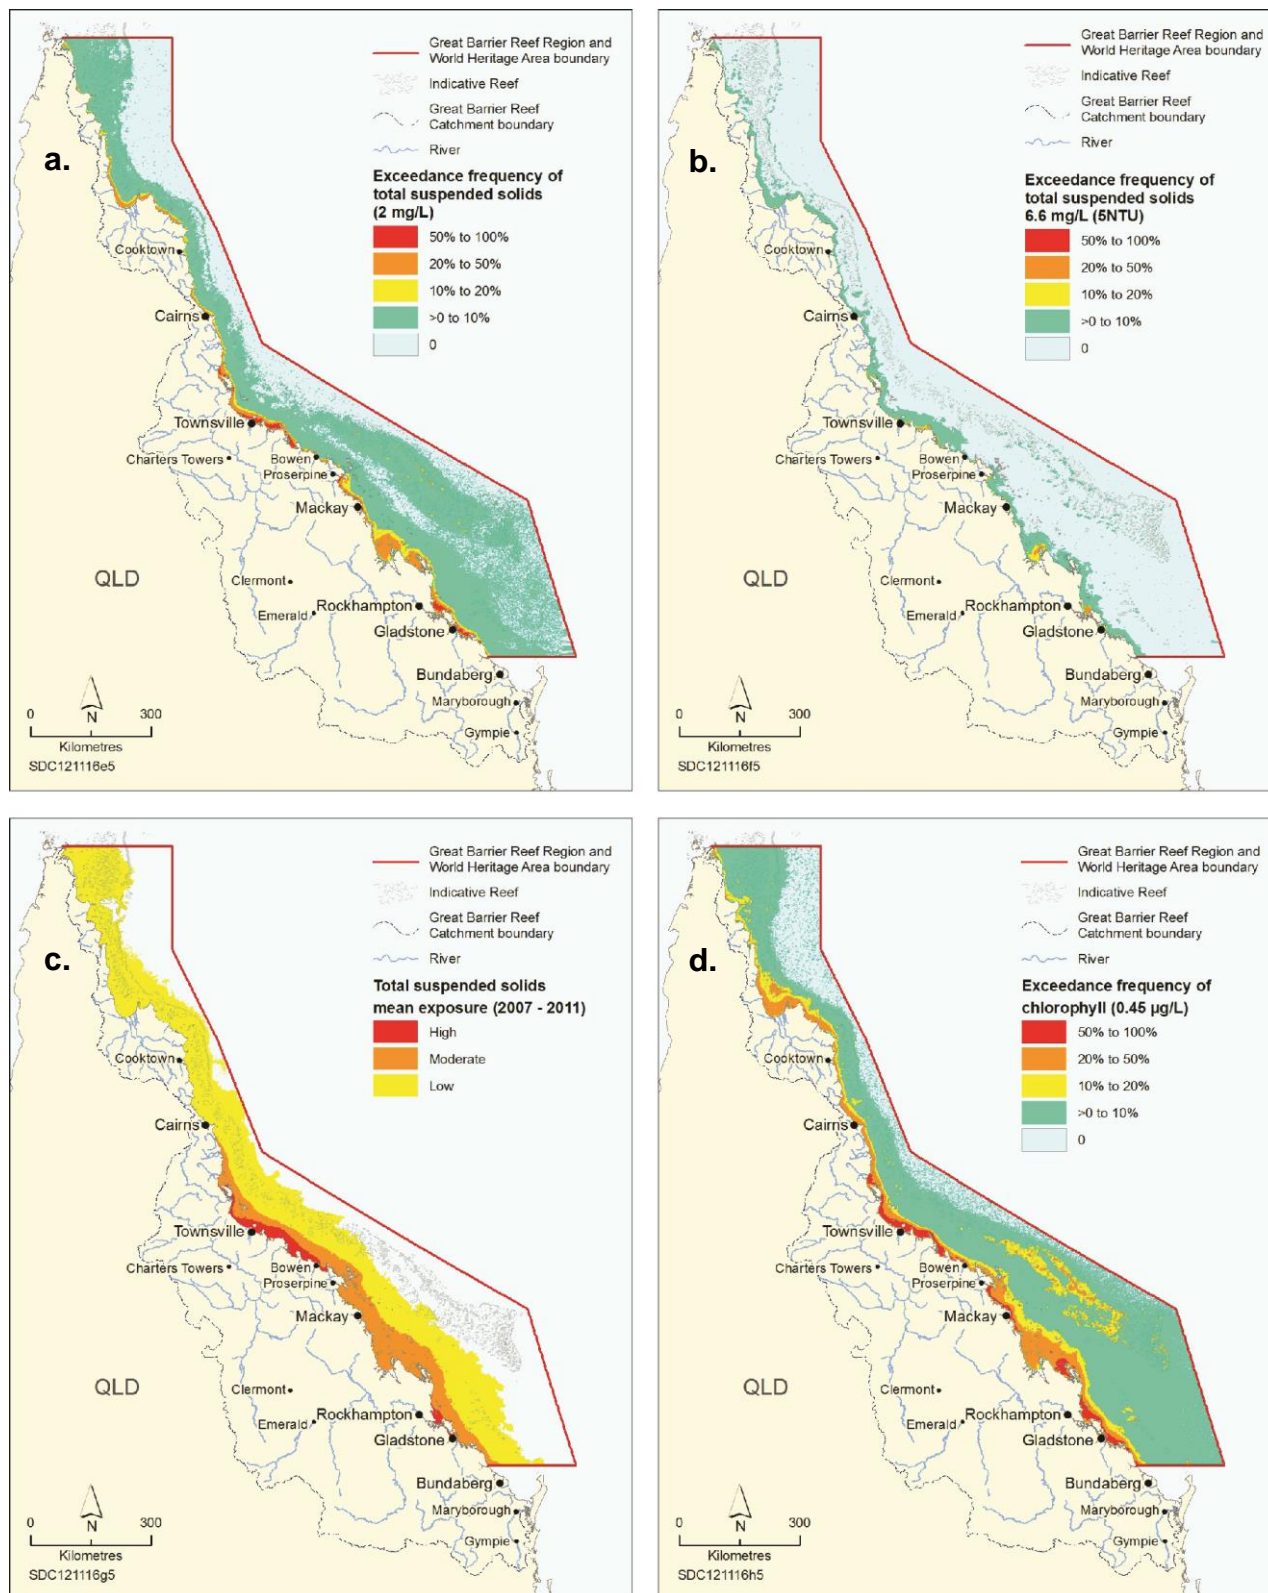 Great Barrier Reef Region and
World Heritage Area boundary
Indicative Reef
Great Barrier Reef
Catchment boundary
River
a.
Exceedance frequency of
total suspended solids
(2 mg/L)
50% to 100%
20% to 50%
10% to 20%
>0 to 10%
0
Cooktown
Cairns
Townsville
Charters Towers
Bowen
Proserpine
Mackay
QLD
Clermont
Emerald
Rockhampton
Gladstone
Bundaberg
Maryborough
Gympie
0 300
N
Kilometres
SDC121116e5
Great Barrier Reef Region and
World Heritage Area boundary
Indicative Reef
Great Barrier Reef
Catchment boundary
River
b.
Exceedance frequency of
total suspended solids
6.6 mg/L (5NTU)
50% to 100%
20% to 50%
10% to 20%
>0 to 10%
0
Cooktown
Cairns
Townsville
Charters Towers
Bowen
Proserpine
Mackay
QLD
Clermont
Emerald
Rockhampton
Gladstone
Bundaberg
Maryborough
Gympie
0 300
N
Kilometres
SDC121116f5
Great Barrier Reef Region and
World Heritage Area boundary
Indicative Reef
Great Barrier Reef
Catchment boundary
River
c.
Total suspended solids
mean exposure (2007 - 2011)
High
Moderate
Low
Cooktown
Cairns
Townsville
Charters Towers
Bowen
Proserpine
Mackay
QLD
Clermont
Emerald
Rockhampton
Gladstone
Bundaberg
Maryborough
Gympie
0 300
N
Kilometres
SDC121116g5
Great Barrier Reef Region and
World Heritage Area boundary
Indicative Reef
Great Barrier Reef
Catchment boundary
River
d.
Exceedance frequency of
chlorophyll (0.45 µg/L)
50% to 100%
20% to 50%
10% to 20%
>0 to 10%
0
Cooktown
Cairns
Townsville
Charters Towers
Bowen
Proserpine
Mackay
QLD
Clermont
Emerald
Rockhampton
Gladstone
Bundaberg
Maryborough
Gympie
0 300
N
Kilometres
SDC121116h5